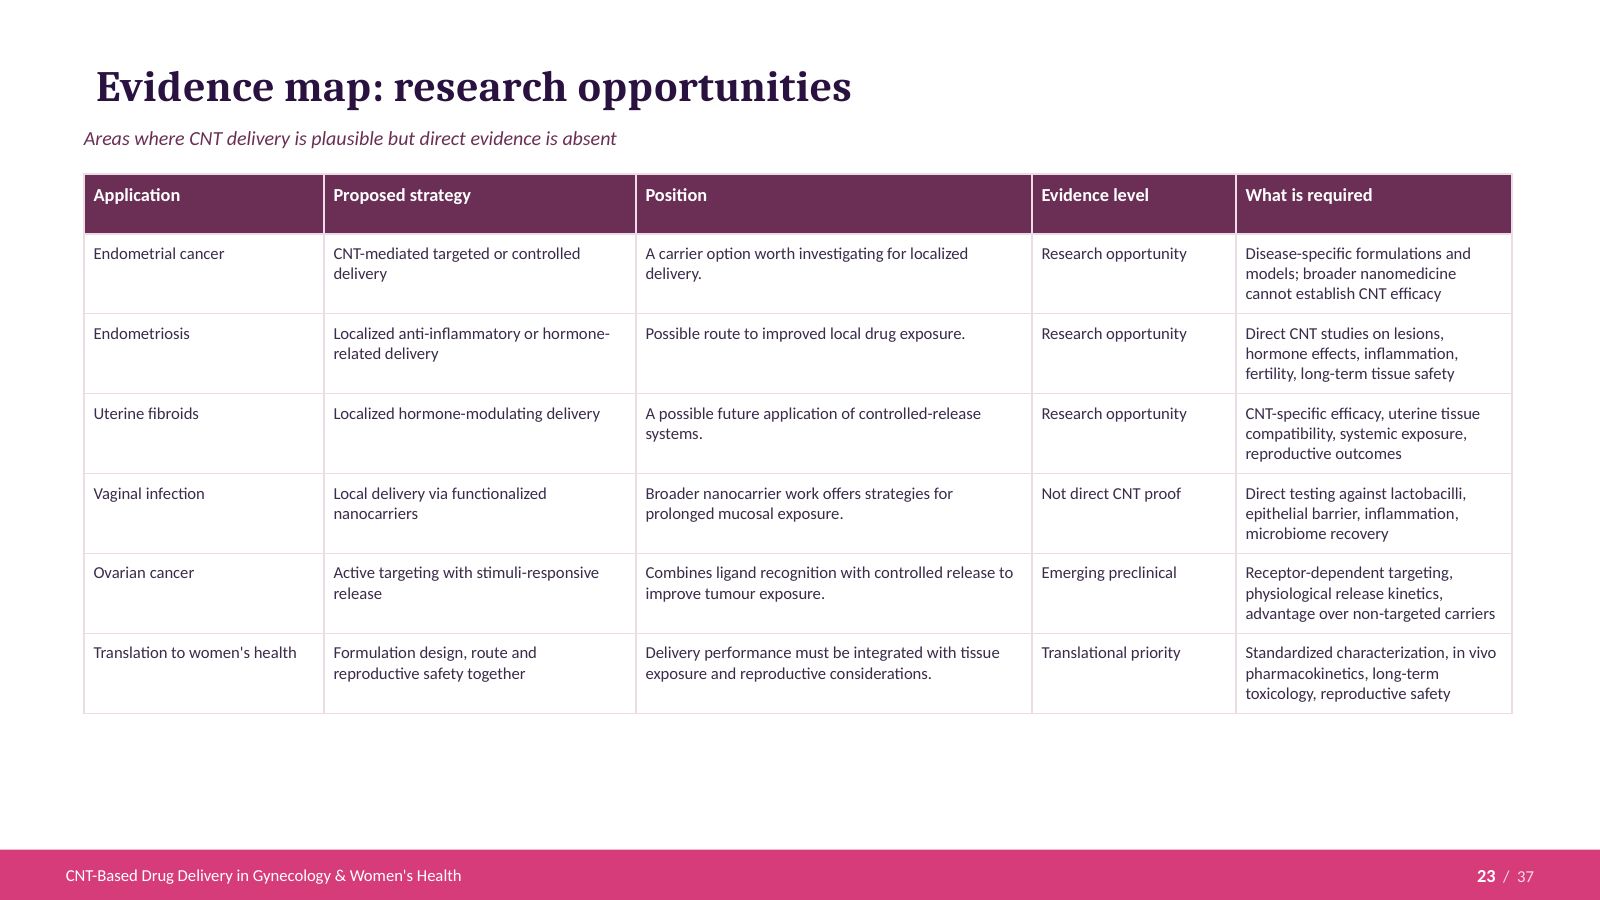 Evidence map: research opportunities
Areas where CNT delivery is plausible but direct evidence is absent
Application
Proposed strategy
Position
Evidence level
What is required
Endometrial cancer
CNT-mediated targeted or controlled
delivery
A carrier option worth investigating for localized
delivery.
Research opportunity
Disease-specific formulations and
models; broader nanomedicine
cannot establish CNT efficacy
Endometriosis
Localized anti-inflammatory or hormone-
related delivery
Possible route to improved local drug exposure.
Research opportunity
Direct CNT studies on lesions,
hormone effects, inflammation,
fertility, long-term tissue safety
Uterine fibroids
Localized hormone-modulating delivery
A possible future application of controlled-release
systems.
Research opportunity
CNT-specific efficacy, uterine tissue
compatibility, systemic exposure,
reproductive outcomes
Vaginal infection
Local delivery via functionalized
nanocarriers
Broader nanocarrier work offers strategies for
prolonged mucosal exposure.
Not direct CNT proof
Direct testing against lactobacilli,
epithelial barrier, inflammation,
microbiome recovery
Ovarian cancer
Active targeting with stimuli-responsive
release
Combines ligand recognition with controlled release to
improve tumour exposure.
Emerging preclinical
Receptor-dependent targeting,
physiological release kinetics,
advantage over non-targeted carriers
Translation to women's health
Formulation design, route and
reproductive safety together
Delivery performance must be integrated with tissue
exposure and reproductive considerations.
Translational priority
Standardized characterization, in vivo
pharmacokinetics, long-term
toxicology, reproductive safety
CNT-Based Drug Delivery in Gynecology & Women's Health
23 / 37